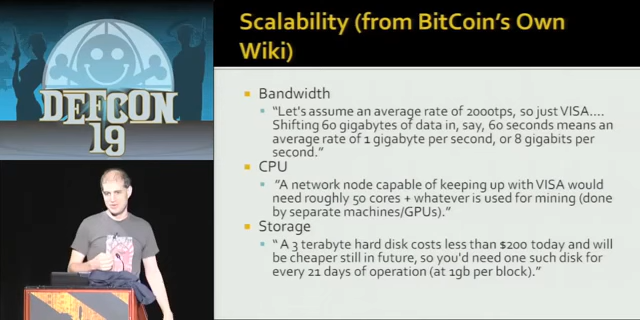 DEFCON
19
Scalability (from BitCoin's Own
Wiki)
Bandwidth
"Let's assume an average rate of 2000tps, so just VISA....
Shifting 60 gigabytes of data in, say, 60 seconds means an
average rate of 1 gigabyte per second, or 8 gigabits per
second."
CPU
"A network node capable of keeping up with VISA would
need roughly 50 cores + whatever is used for mining (done
by separate machines/GPUs)."
Storage
" A 3 terabyte hard disk costs less than $200 today and will
be cheaper still in future, so you'd need one such disk for
every 21 days of operation (at 1gb per block)."